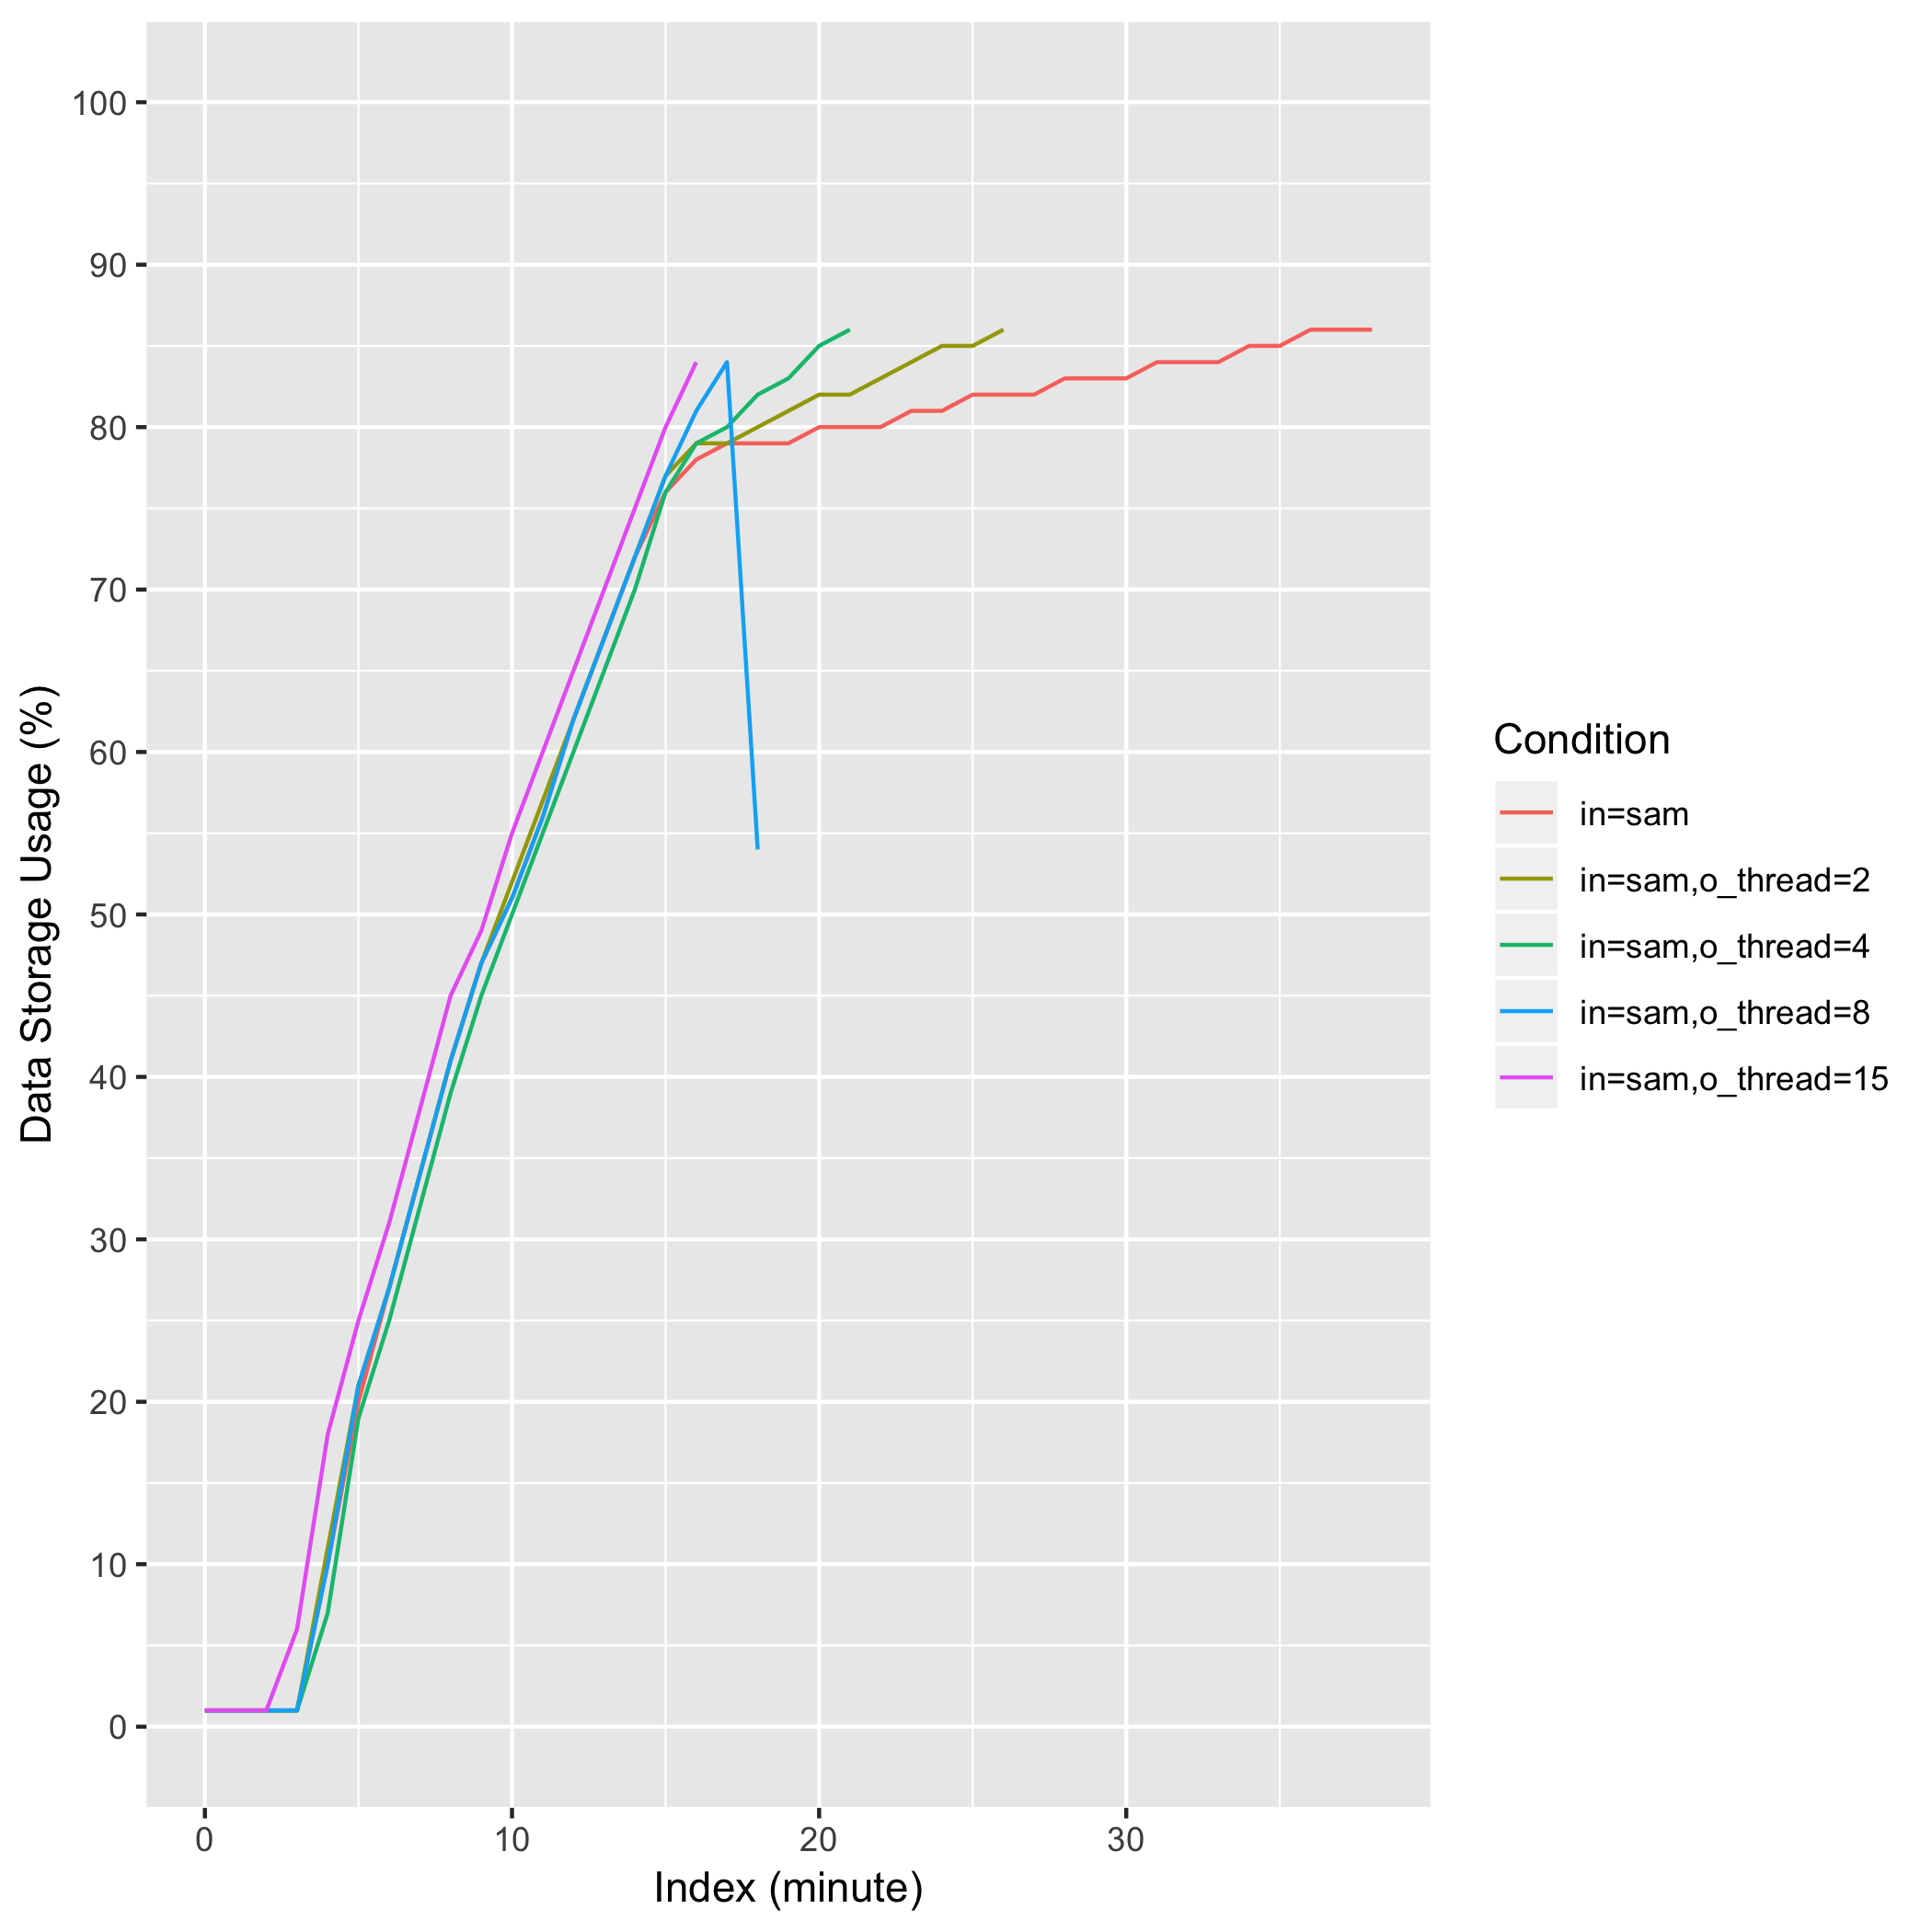 100
90
80
70
60
50
40
30
20
10
0
Data Storage Usage (%)
0 10 20 30
Index (minute)
Condition
in=sam
in=sam,o_thread=2
in=sam,o_thread=4
in=sam,o_thread=8
in=sam,o_thread=15